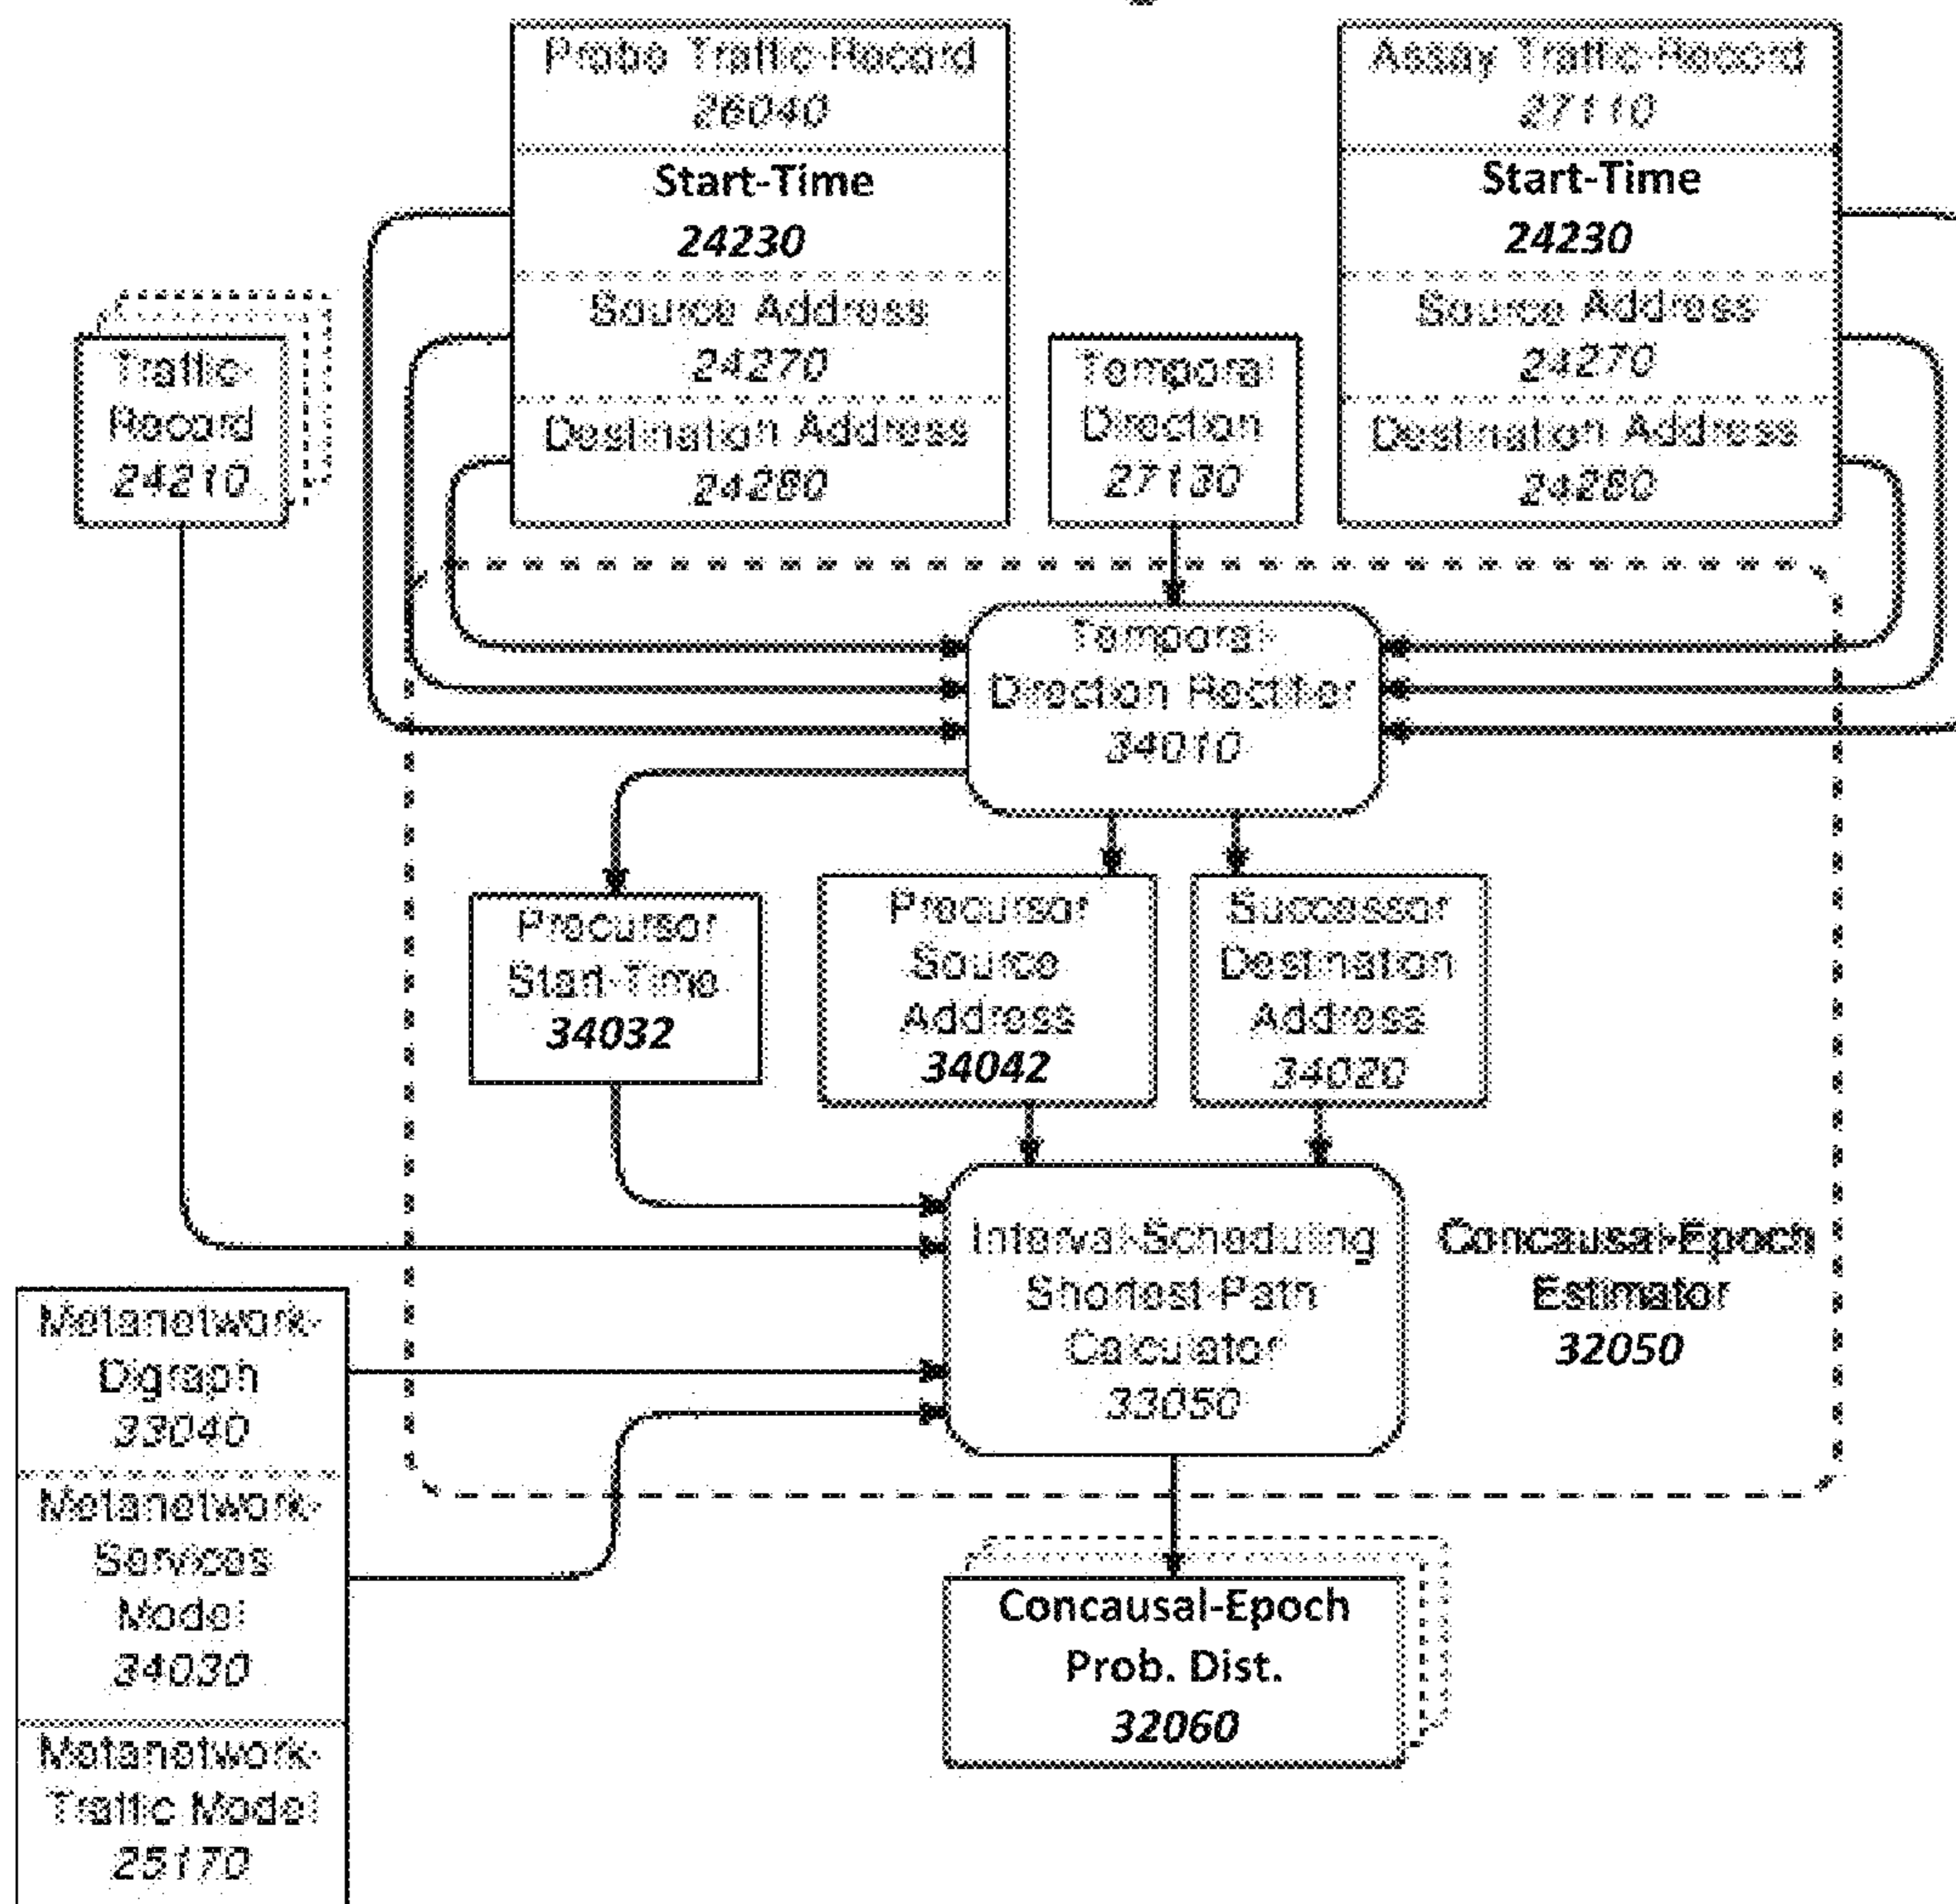 Probe Traffic-Record
26040
Start-Time
24230
Source Address
24270
Destination Address
24280
Assay Traffic-Record
27110
Start-Time
24230
Source Address
24270
Destination Address
24280
Traffic-
Record
24210
Temporal
Direction
27130
Temporal-
Direction Rectifier
34010
Precursor
Start-Time
34032
Precursor
Source
Address
34042
Successor
Destination
Address
34020
Interval-Scheduling
Shortest-Path
Calculator
33050
Concausal-Epoch
Estimator
32050
Metanetwork-
Digraph
33040
Metanetwork-
Services
Model
34030
Metanetwork-
Traffic Model
25170
Concausal-Epoch
Prob. Dist.
32060